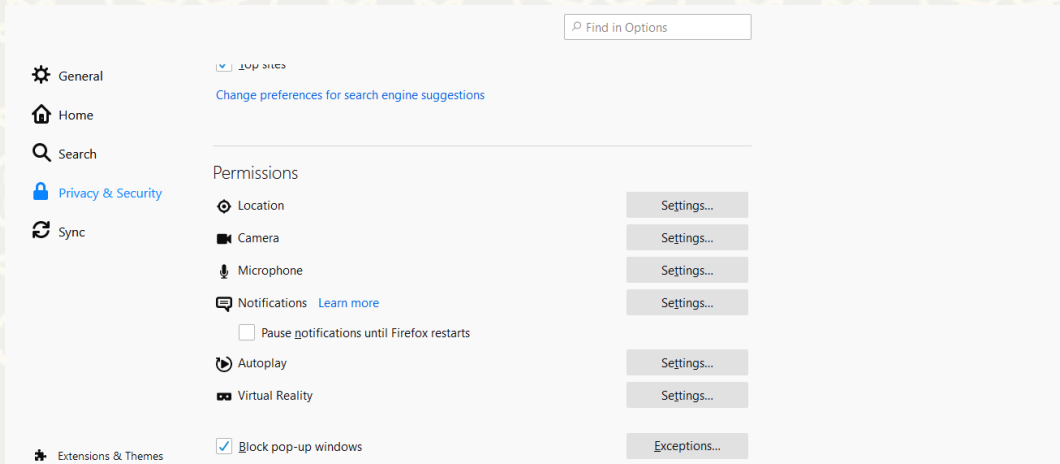 Find in Options
General
Home
Search
Privacy & Security
Sync
Extensions & Themes
Top sites
Change preferences for search engine suggestions
Permissions
Location Settings...
Camera Settings...
Microphone Settings...
Notifications Learn more Settings...
Pause notifications until Firefox restarts
Autoplay Settings...
Virtual Reality Settings...
Block pop-up windows Exceptions...